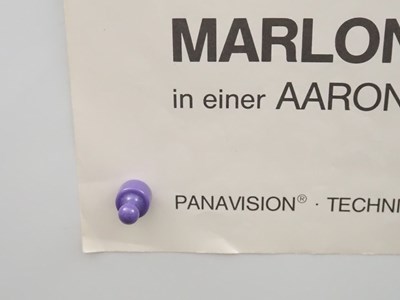 MARLON
in einer AARON
PANAVISION® · TECHNI